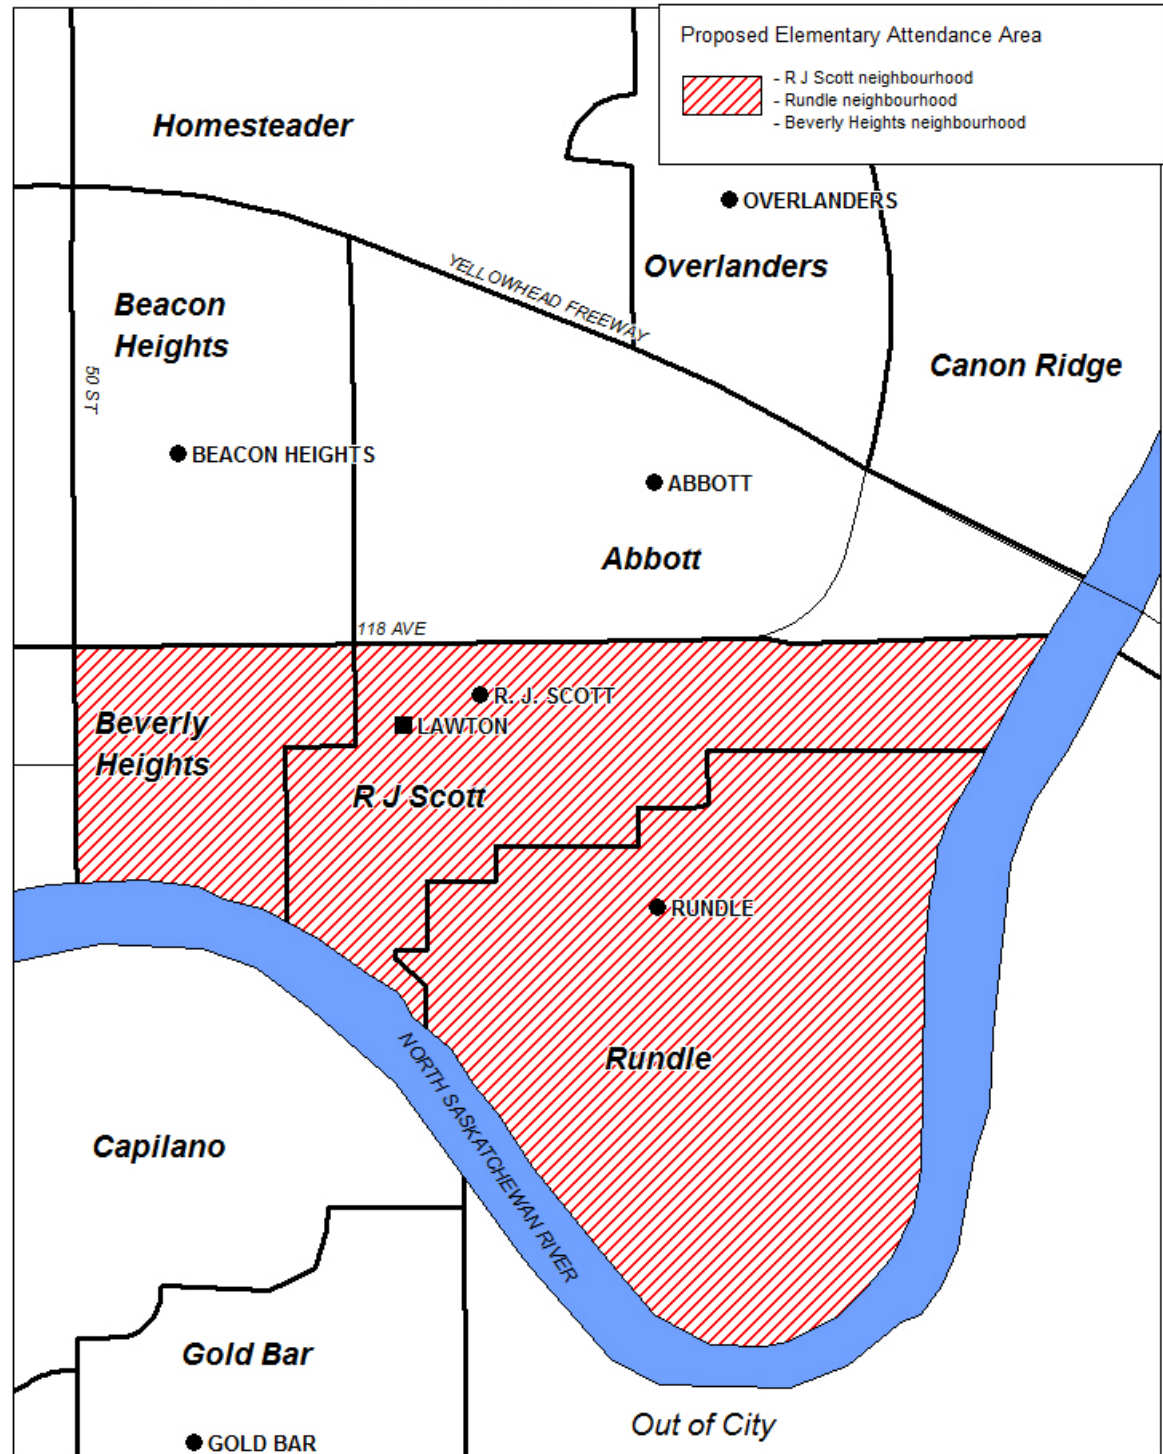 Proposed Elementary Attendance Area
- R J Scott neighbourhood
- Rundle neighbourhood
- Beverly Heights neighbourhood
Homesteader
OVERLANDERS
Overlanders
YELLOWHEAD FREEWAY
Beacon
Heights
Canon Ridge
50 ST
BEACON HEIGHTS
ABBOTT
Abbott
118 AVE
R. J. SCOTT
LAWTON
Beverly
Heights
R J Scott
RUNDLE
Rundle
NORTH SASKATCHEWAN RIVER
Capilano
Gold Bar
Out of City
GOLD BAR